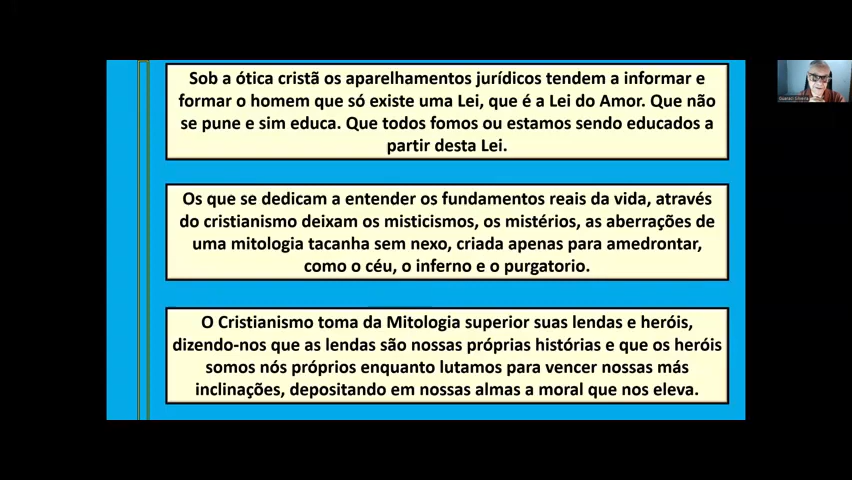 Sob a ótica cristã os aparelhamentos jurídicos tendem a informar e
formar o homem que só existe uma Lei, que é a Lei do Amor. Que não
se pune e sim educa. Que todos fomos ou estamos sendo educados a
partir desta Lei.
Os que se dedicam a entender os fundamentos reais da vida, através
do cristianismo deixam os misticismos, os mistérios, as aberrações de
uma mitologia tacanha sem nexo, criada apenas para amedrontar,
como o céu, o inferno e o purgatorio.
O Cristianismo toma da Mitologia superior suas lendas e heróis,
dizendo-nos que as lendas são nossas próprias histórias e que os heróis
somos nós próprios enquanto lutamos para vencer nossas más
inclinações, depositando em nossas almas a moral que nos eleva.